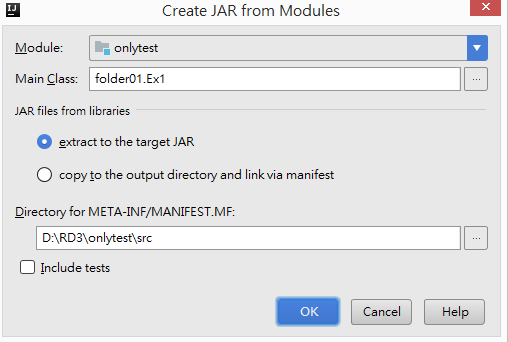 IJ
Create JAR from Modules
Module: onlytest
Main Class: folder01.Ex1 ...
JAR files from libraries
extract to the target JAR
copy to the output directory and link via manifest
Directory for META-INF/MANIFEST.MF:
D:\RD3\onlytest\src ...
Include tests
OK Cancel Help